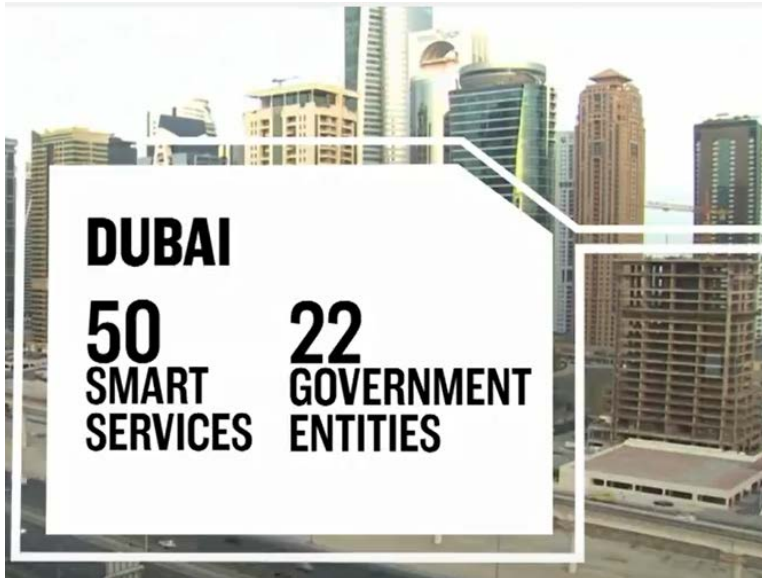 DUBAI
50
SMART
SERVICES
22
GOVERNMENT
ENTITIES